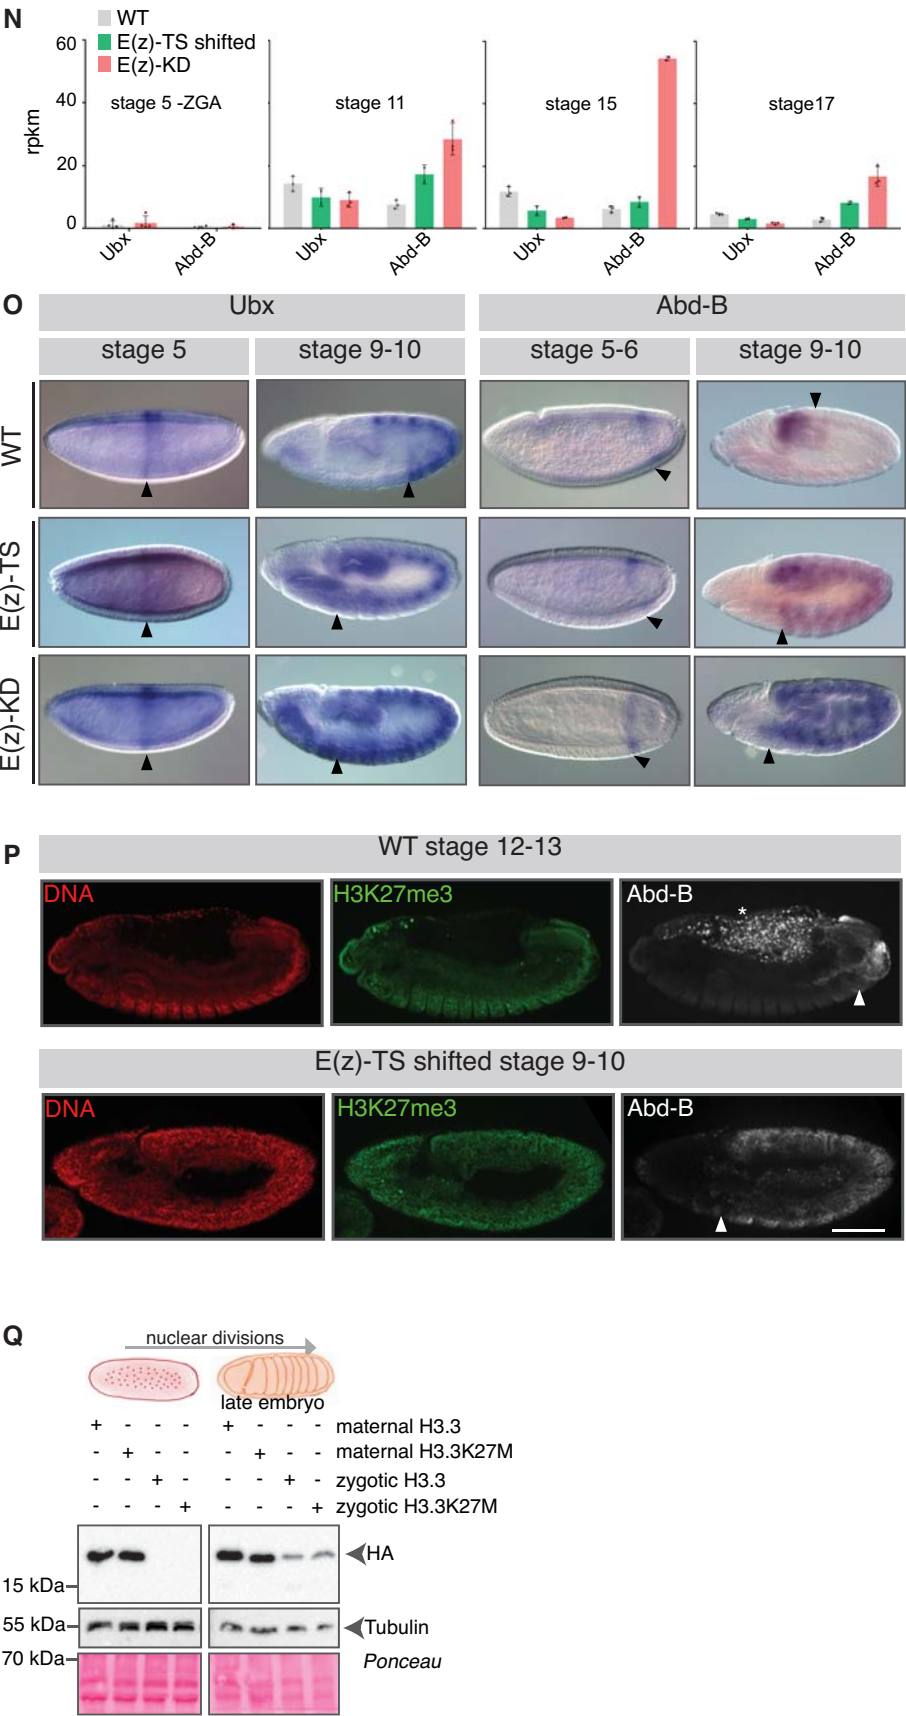 N
WT
E(z)-TS shifted
E(z)-KD
rpkm
60
40
20
0
stage 5 -ZGA
stage 11
stage 15
stage17
Ubx
Abd-B
Ubx
Abd-B
Ubx
Abd-B
Ubx
Abd-B
O
Ubx
Abd-B
stage 5
stage 9-10
stage 5-6
stage 9-10
WT
E(z)-TS
E(z)-KD
P
WT stage 12-13
DNA
H3K27me3
Abd-B
*
E(z)-TS shifted stage 9-10
DNA
H3K27me3
Abd-B
Q
nuclear divisions
late embryo
+ - - - + - - - maternal H3.3
- + - - - + - - maternal H3.3K27M
- - + - - - + - zygotic H3.3
- - - + - - - + zygotic H3.3K27M
HA
15 kDa
55 kDa
Tubulin
70 kDa
Ponceau